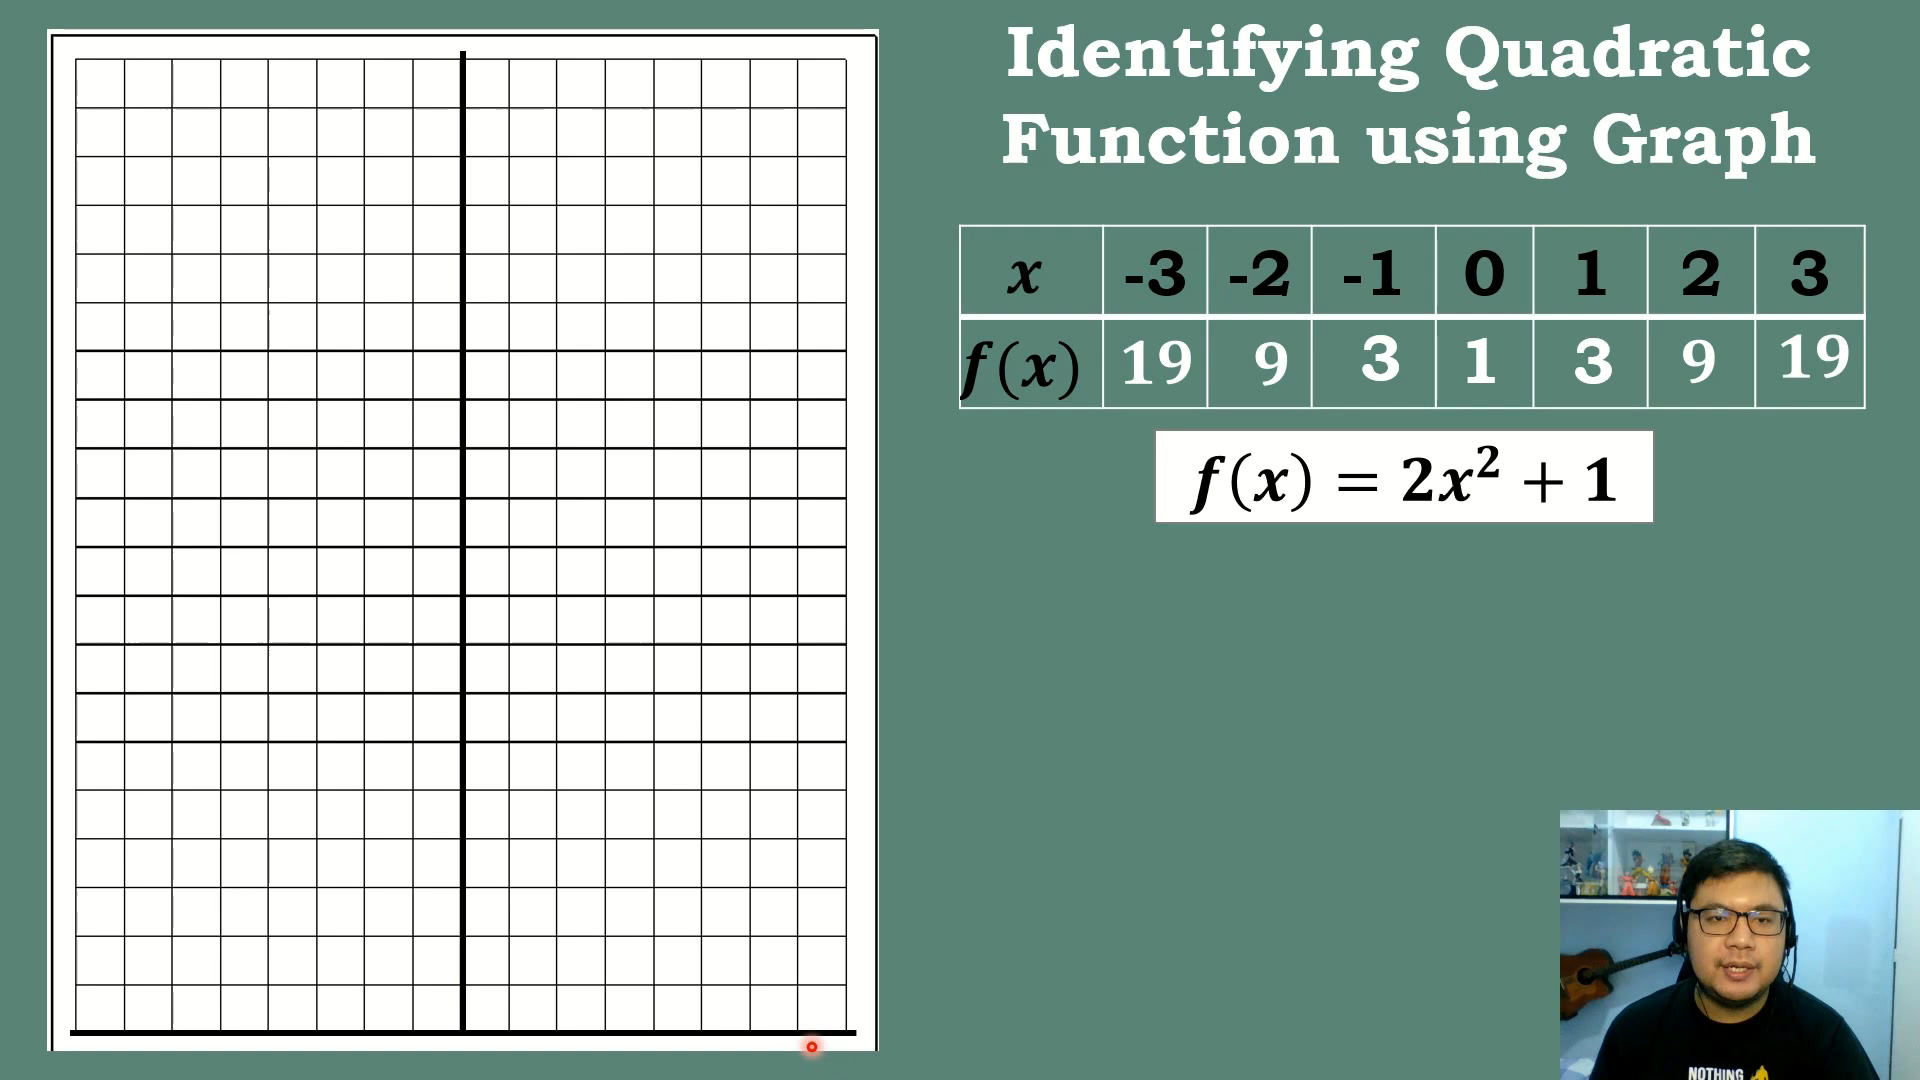 Identifying Quadratic
Function using Graph
x -3 -2 -1 0 1 2 3
f(x) 19 9 3 1 3 9 19
f(x) = 2x² + 1
NOTHING